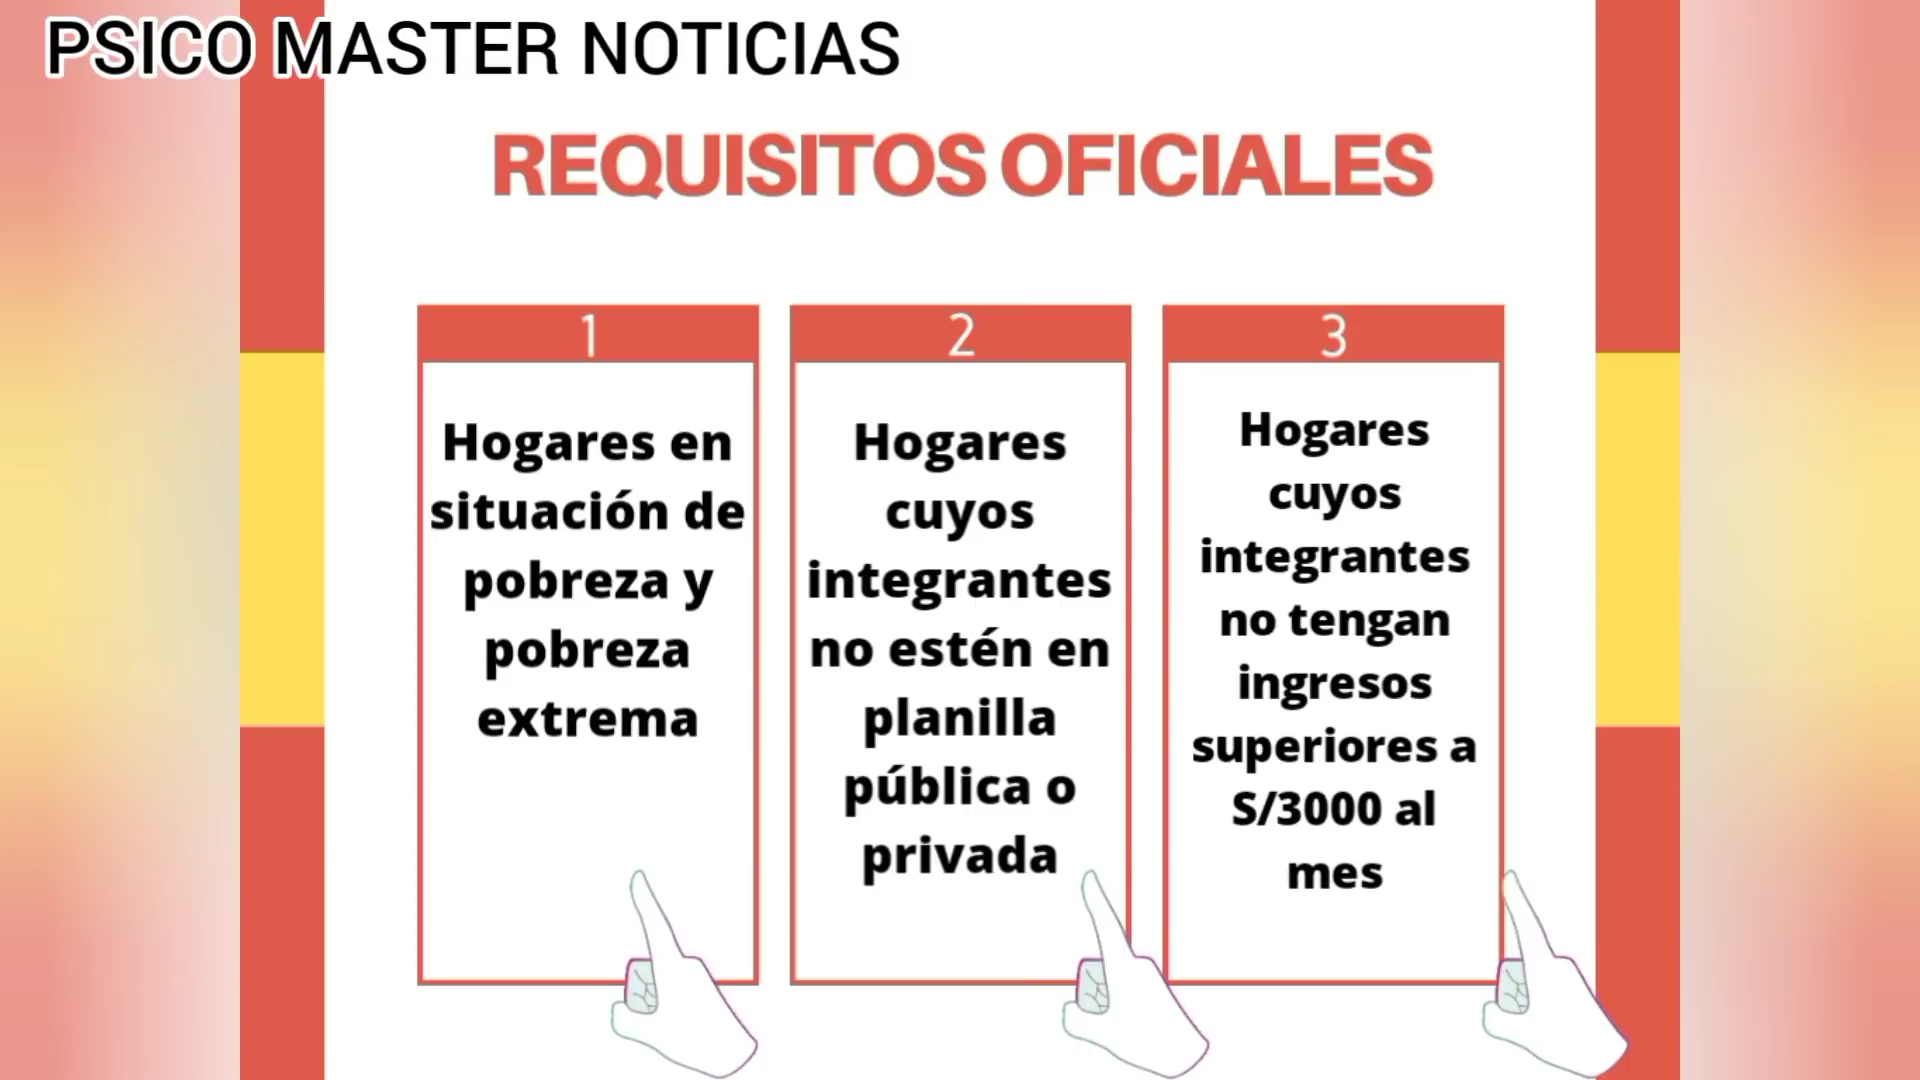 PSICO MASTER NOTICIAS
REQUISITOS OFICIALES
1
Hogares en
situación de
pobreza y
pobreza
extrema
2
Hogares
cuyos
integrantes
no estén en
planilla
pública o
privada
3
Hogares
cuyos
integrantes
no tengan
ingresos
superiores a
S/3000 al
mes